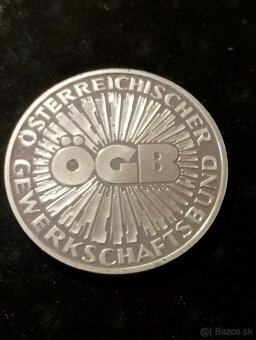 ÖSTERREICHISCHER
GEWERKSCHAFTSBUND
ÖGB
Bazos.sk